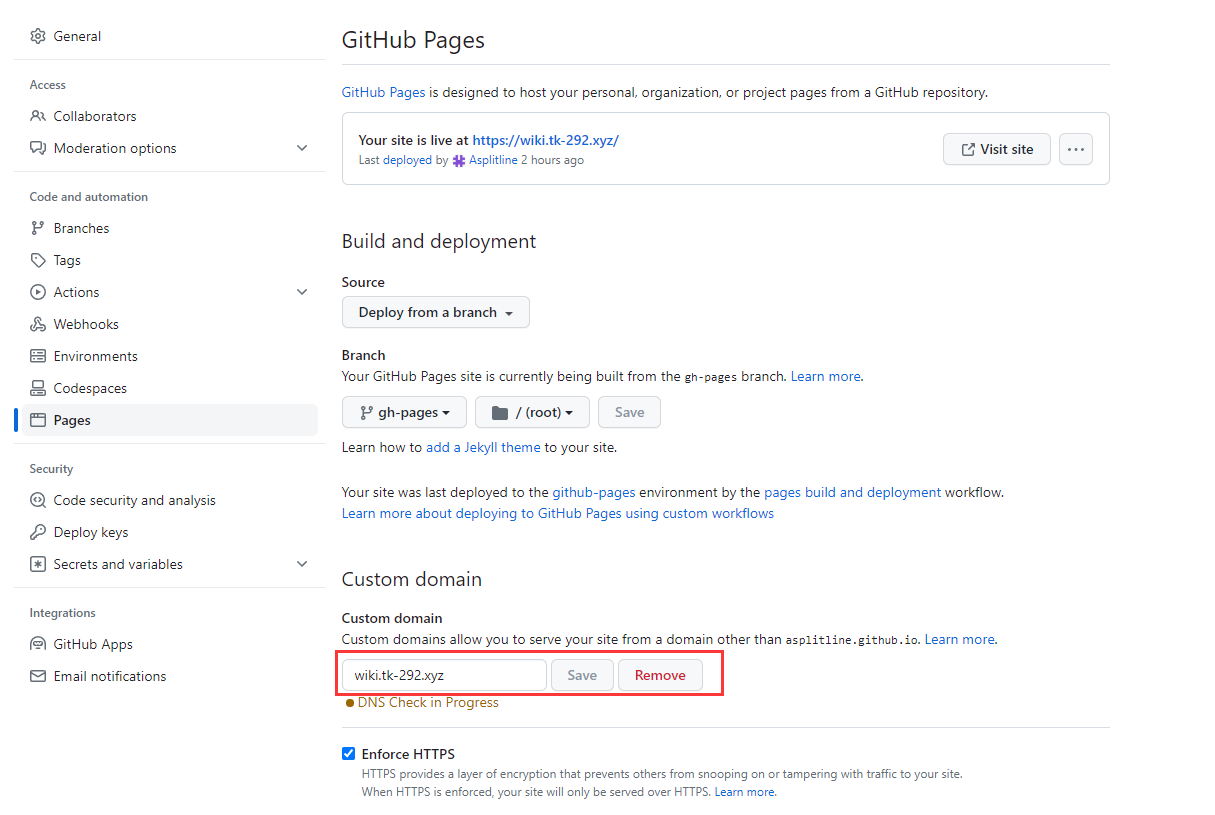 General
Access
Collaborators
Moderation options
Code and automation
Branches
Tags
Actions
Webhooks
Environments
Codespaces
Pages
Security
Code security and analysis
Deploy keys
Secrets and variables
Integrations
GitHub Apps
Email notifications
GitHub Pages
GitHub Pages is designed to host your personal, organization, or project pages from a GitHub repository.
Your site is live at https://wiki.tk-292.xyz/
Last deployed by Asplitline 2 hours ago
Visit site
Build and deployment
Source
Deploy from a branch
Branch
Your GitHub Pages site is currently being built from the gh-pages branch. Learn more.
gh-pages / (root) Save
Learn how to add a Jekyll theme to your site.
Your site was last deployed to the github-pages environment by the pages build and deployment workflow.
Learn more about deploying to GitHub Pages using custom workflows
Custom domain
Custom domain
Custom domains allow you to serve your site from a domain other than asplitline.github.io. Learn more.
wiki.tk-292.xyz Save Remove
DNS Check in Progress
Enforce HTTPS
HTTPS provides a layer of encryption that prevents others from snooping on or tampering with traffic to your site.
When HTTPS is enforced, your site will only be served over HTTPS. Learn more.